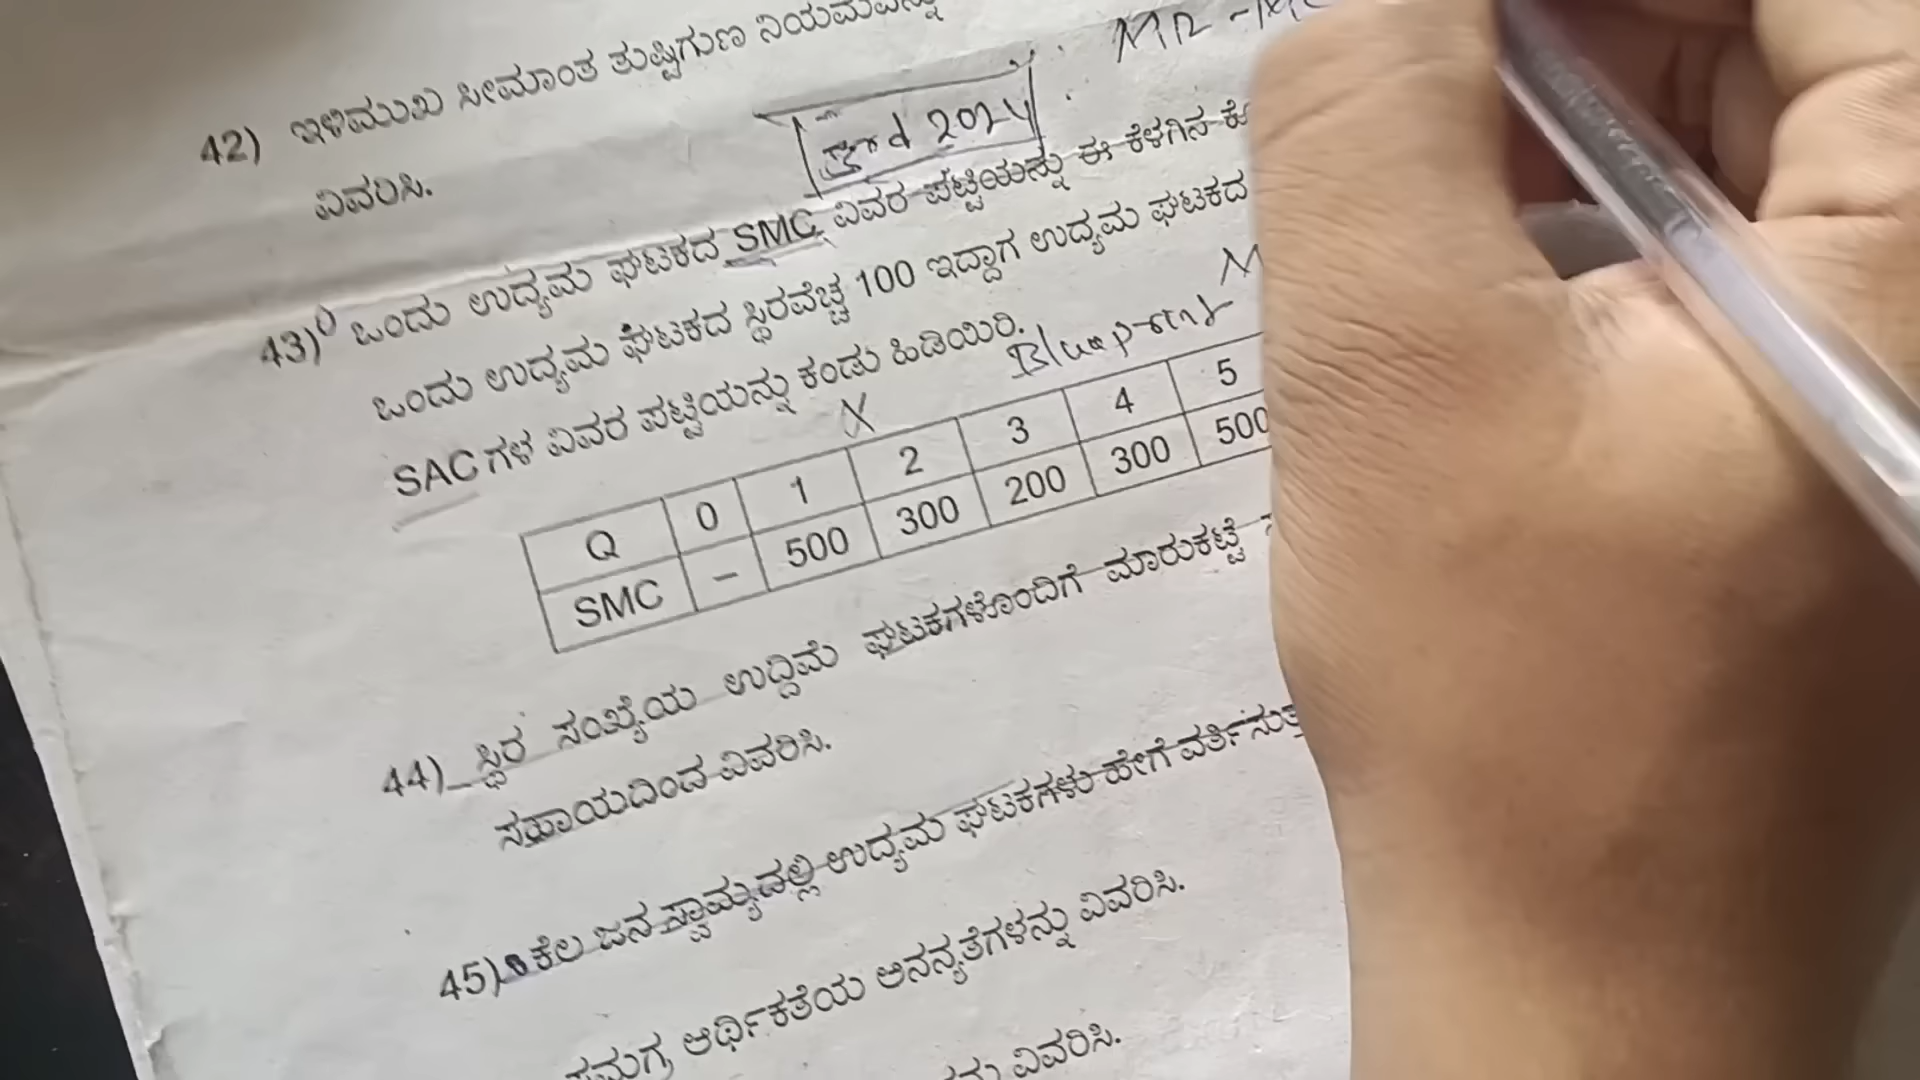 42) ಇಳಿಮುಖ ಸೀಮಾಂತ ತುಷ್ಟಿಗುಣ
ವಿವರಿಸಿ.
3rd 2024
43) ಒಂದು ಉದ್ಯಮ ಘಟಕದ SMC ವಿವರ ಪಟ್ಟಿಯನ್ನು ಈ ಕೆಳಗಿನ
ಒಂದು ಉದ್ಯಮ ಘಟಕದ ಸ್ಥಿರವೆಚ್ಚ 100 ಇದ್ದಾಗ ಉದ್ಯಮ ಘಟಕದ
SAC ಗಳ ವಿವರ ಪಟ್ಟಿಯನ್ನು ಕಂಡು ಹಿಡಿಯಿರಿ.
Blueprint
Q 0 1 2 3 4 5
SMC – 500 300 200 300 500
44) ಸ್ಥಿರ ಸಂಖ್ಯೆಯ ಉದ್ದಿಮೆ ಘಟಕಗಳೊಂದಿಗೆ ಮಾರುಕಟ್ಟೆ
ಸಹಾಯದಿಂದ ವಿವರಿಸಿ.
45) ಕೆಲ ಜನ ಸ್ವಾಮ್ಯದಲ್ಲಿ ಉದ್ಯಮ ಘಟಕಗಳು ಹೇಗೆ
ಸಮಗ್ರ ಆರ್ಥಿಕತೆಯ ಅನನ್ಯತೆಗಳನ್ನು ವಿವರಿಸಿ.
ವಿವರಿಸಿ.